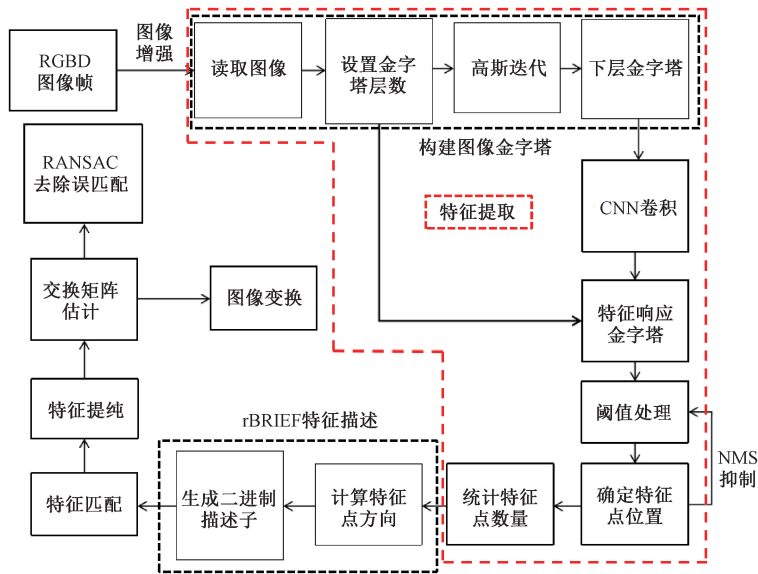 RGBD
图像帧
图像
增强
读取图像
设置金字
塔层数
高斯迭代
下层金字塔
构建图像金字塔
RANSAC
去除误匹配
特征提取
CNN卷积
交换矩阵
估计
图像变换
特征响应
金字塔
特征提纯
rBRIEF特征描述
阈值处理
NMS
抑制
特征匹配
生成二进制
描述子
计算特征
点方向
统计特征
点数量
确定特征
点位置